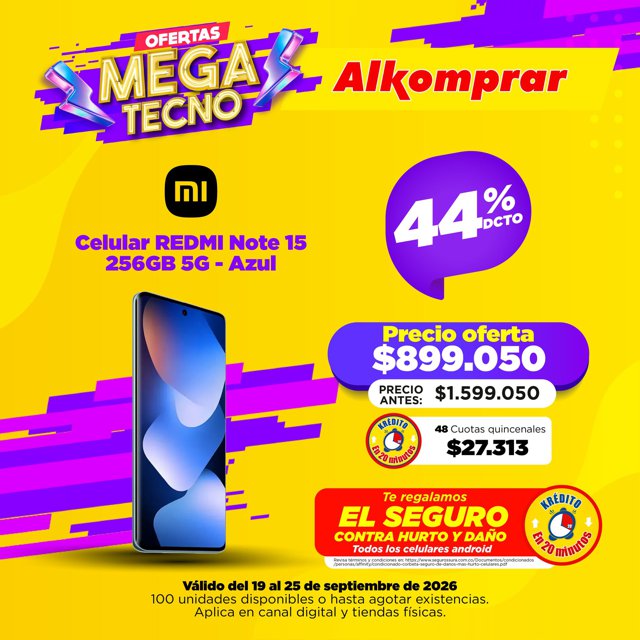 OFERTAS
MEGA
TECNO
Alkomprar
mi
44% DCTO
Celular REDMI Note 15
256GB 5G - Azul
Precio oferta
$899.050
PRECIO ANTES: $1.599.050
KRÉDITO
En 20 minutos
48 Cuotas quincenales
$27.313
Te regalamos
EL SEGURO
CONTRA HURTO Y DAÑO
Todos los celulares android
KRÉDITO
En 20 minutos
Válido del 19 al 25 de septiembre de 2026
100 unidades disponibles o hasta agotar existencias.
Aplica en canal digital y tiendas físicas.